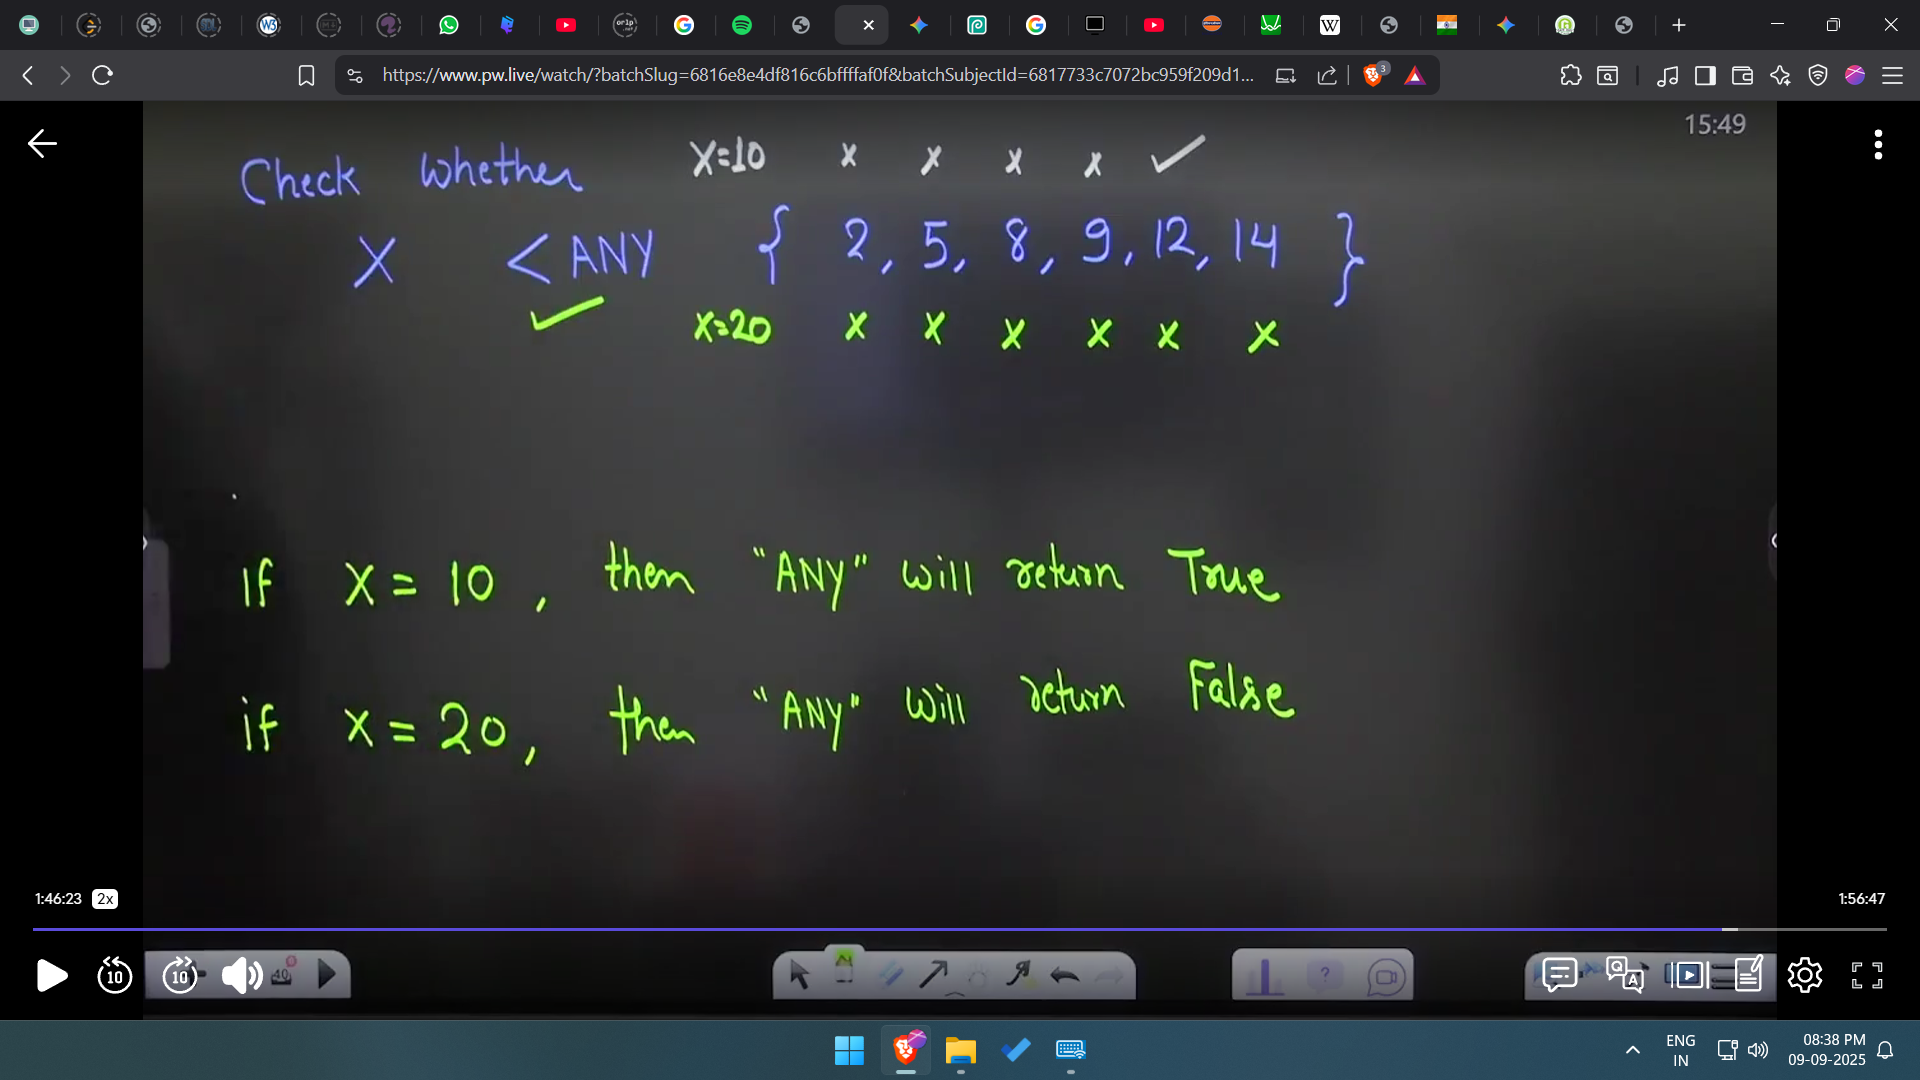 https://www.pw.live/watch/?batchSlug=6816e8e4df816c6bffffaf0f&batchSubjectId=6817733c7072bc959f209d1...
3
15:49
X=10 x x x x ✓
Check whether
X < ANY { 2, 5, 8, 9, 12, 14 }
✓ X=20 x x x x x x
If X = 10 , then "ANY" will return True
if X = 20 , then "ANY" will return False
1:46:23 2x 1:56:47
10 10 40
ENG
IN
08:38 PM
09-09-2025